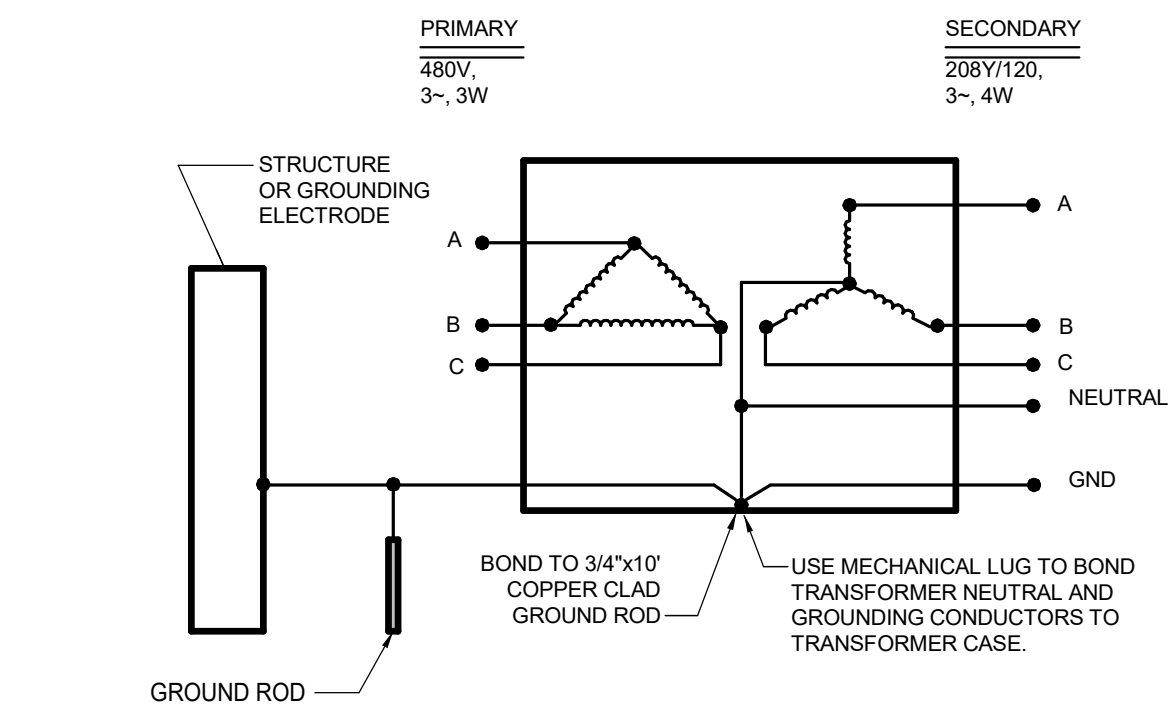 PRIMARY
480V,
3~, 3W
SECONDARY
208Y/120,
3~, 4W
STRUCTURE
OR GROUNDING
ELECTRODE
A
B
C
A
B
C
NEUTRAL
GND
BOND TO 3/4"x10'
COPPER CLAD
GROUND ROD
USE MECHANICAL LUG TO BOND
TRANSFORMER NEUTRAL AND
GROUNDING CONDUCTORS TO
TRANSFORMER CASE.
GROUND ROD